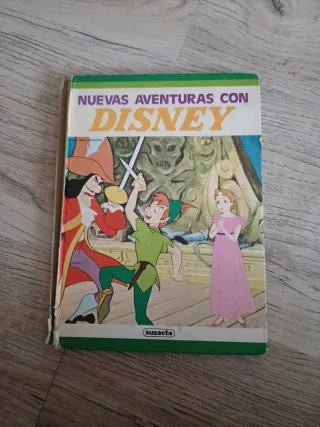 NUEVAS AVENTURAS CON
DISNEY
susaeta